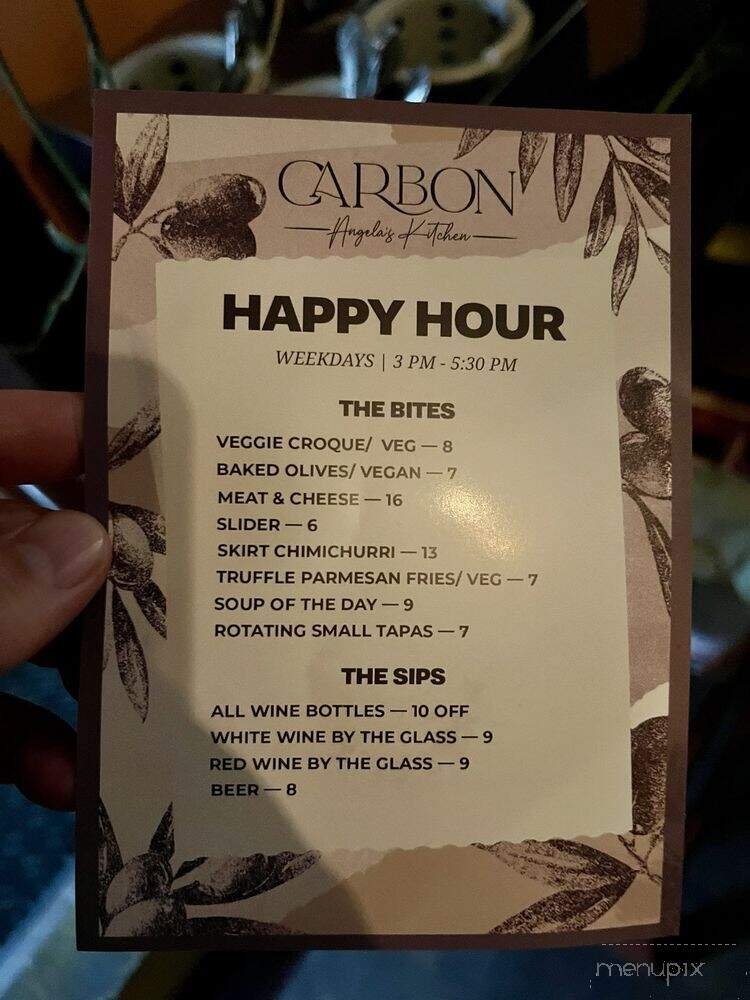 CARBON
Angela's Kitchen
HAPPY HOUR
WEEKDAYS | 3 PM - 5:30 PM
THE BITES
VEGGIE CROQUE/ VEG — 8
BAKED OLIVES/ VEGAN — 7
MEAT & CHEESE — 16
SLIDER — 6
SKIRT CHIMICHURRI — 13
TRUFFLE PARMESAN FRIES/ VEG — 7
SOUP OF THE DAY — 9
ROTATING SMALL TAPAS — 7
THE SIPS
ALL WINE BOTTLES — 10 OFF
WHITE WINE BY THE GLASS — 9
RED WINE BY THE GLASS — 9
BEER — 8
menupix